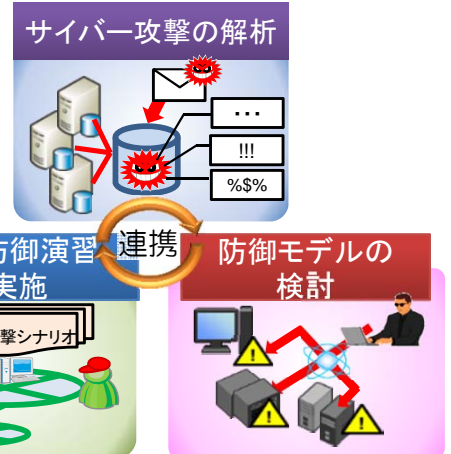 サイバー攻撃の解析
...
!!!
%$%
連携
防御演習
実施
撃シナリオ
防御モデルの
検討